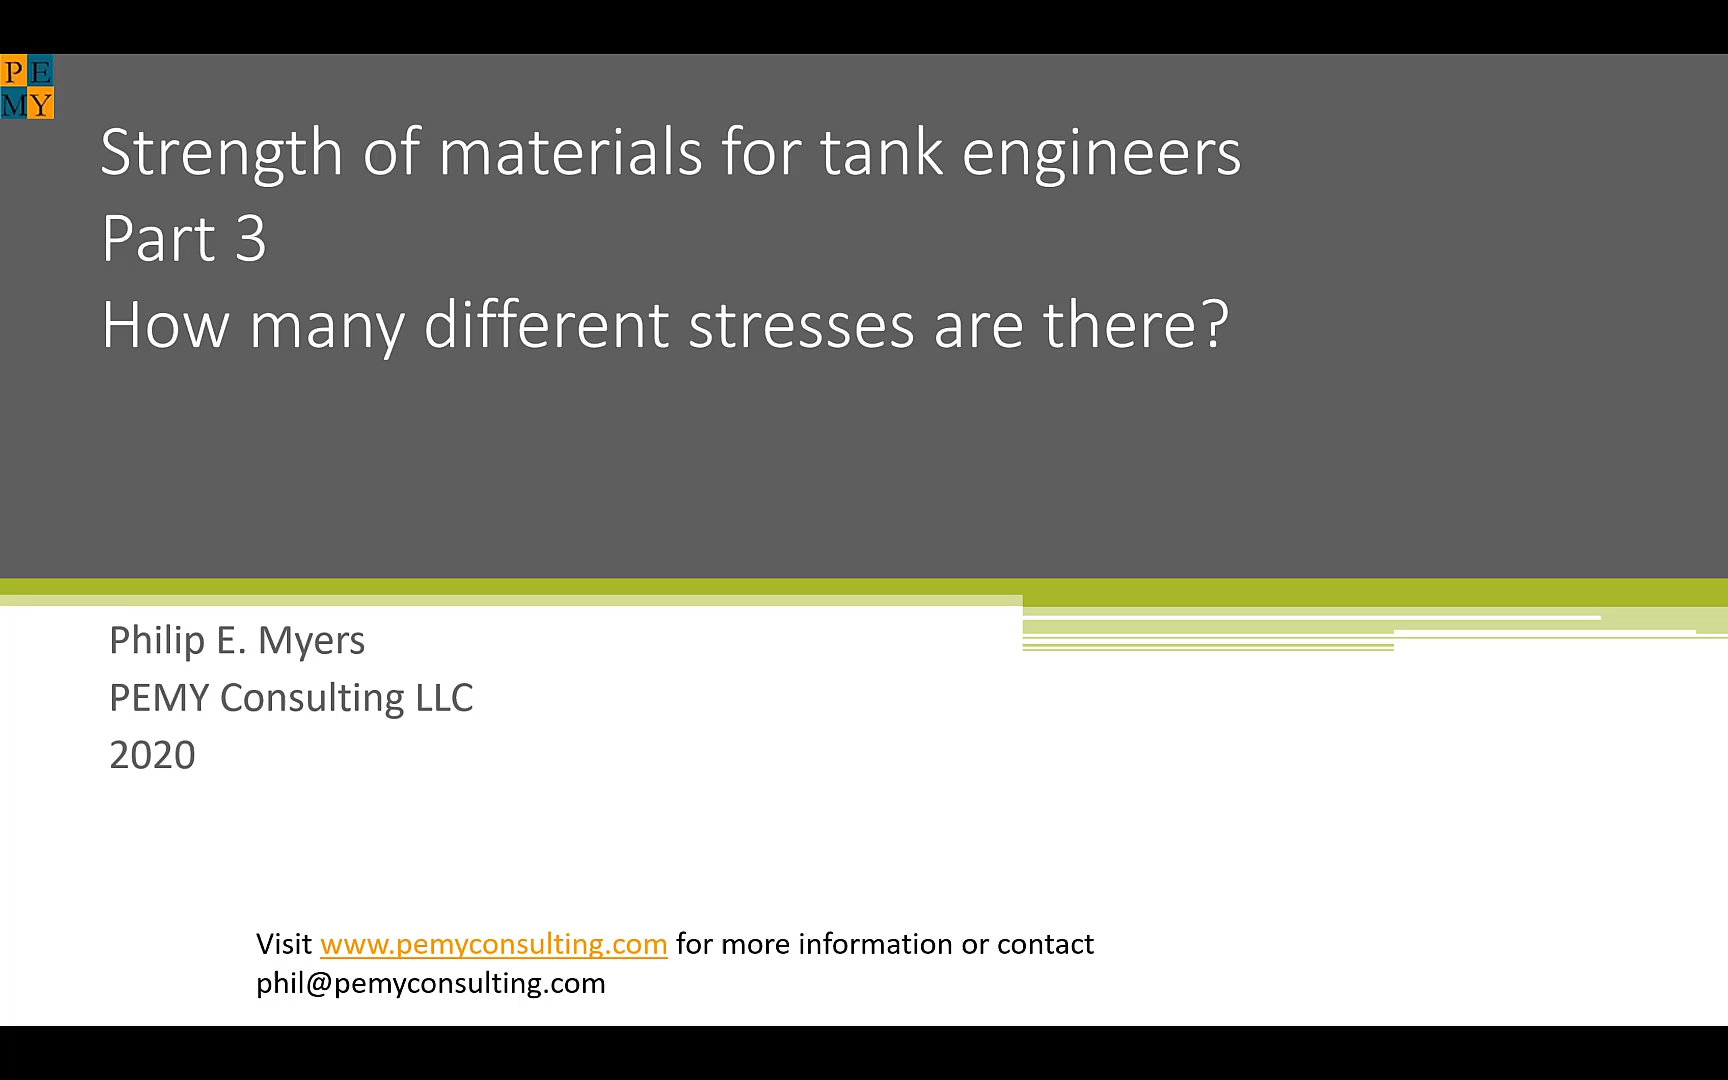 P E
M Y
Strength of materials for tank engineers
Part 3
How many different stresses are there?
Philip E. Myers
PEMY Consulting LLC
2020
Visit www.pemyconsulting.com for more information or contact
phil@pemyconsulting.com